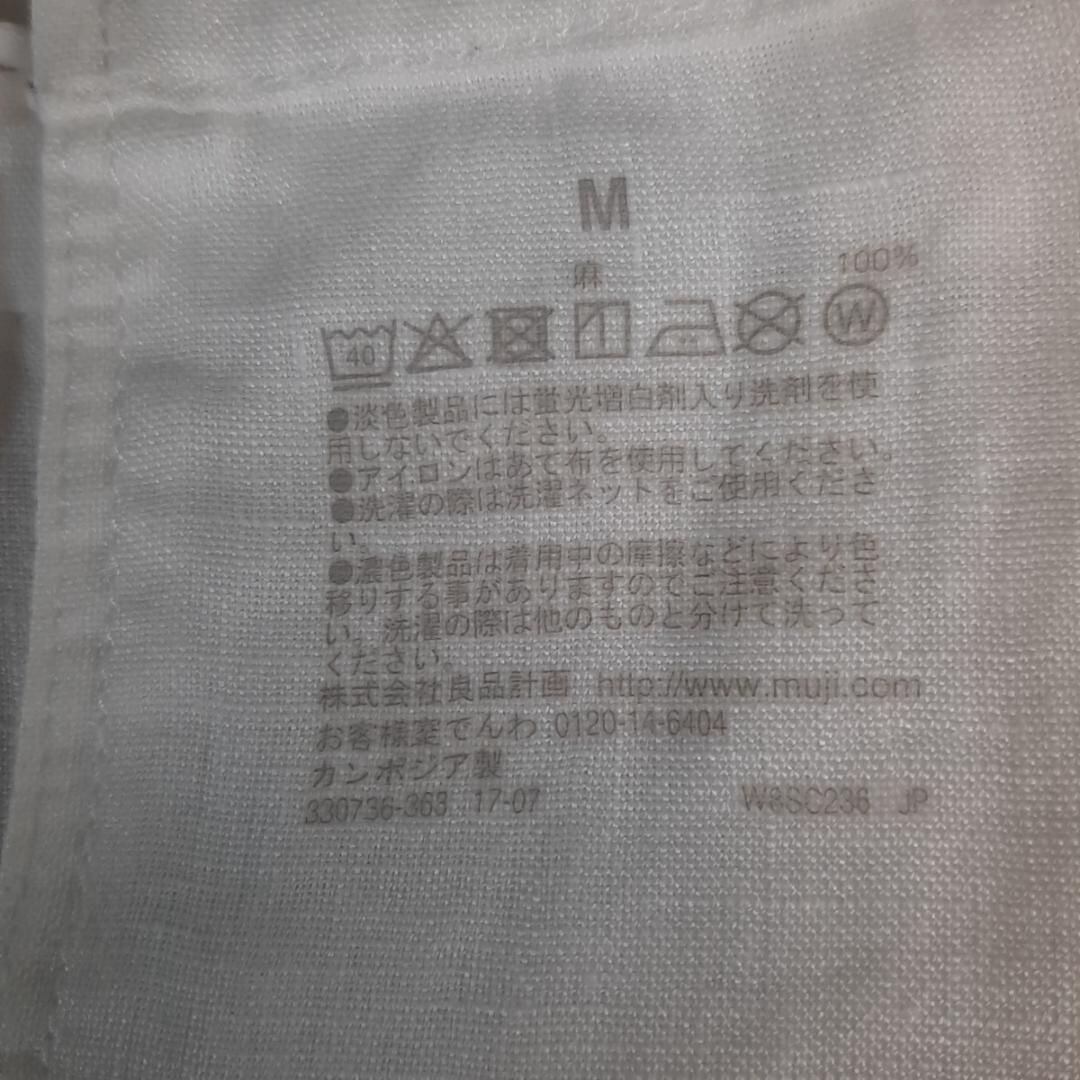 M
麻 100%
40 W
●淡色製品には蛍光増白剤入り洗剤を使
用しないでください。
●アイロンはあて布を使用してください。
●洗濯の際は洗濯ネットをご使用くださ
い。
●濃色製品は着用中の摩擦などにより色
移りする事がありますのでご注意くださ
い。洗濯の際は他のものと分けて洗って
ください。
株式会社良品計画 http://www.muji.com
お客様室でんわ 0120-14-6404
カンボジア製
330736-363 17-07 W8SC236 JP